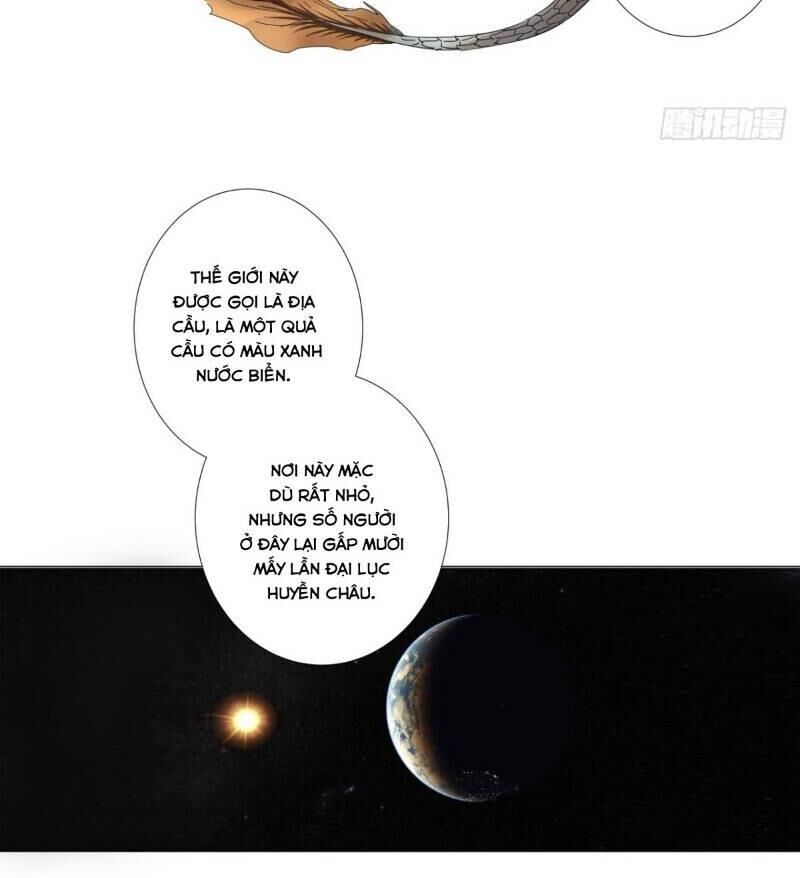 腾讯动漫
THẾ GIỚI NÀY
ĐƯỢC GỌI LÀ ĐỊA
CẦU, LÀ MỘT QUẢ
CẦU CÓ MÀU XANH
NƯỚC BIỂN.
NƠI NÀY MẶC
DÙ RẤT NHỎ,
NHƯNG SỐ NGƯỜI
Ở ĐÂY LẠI GẤP MƯỜI
MẤY LẦN ĐẠI LỤC
HUYỀN CHÂU.